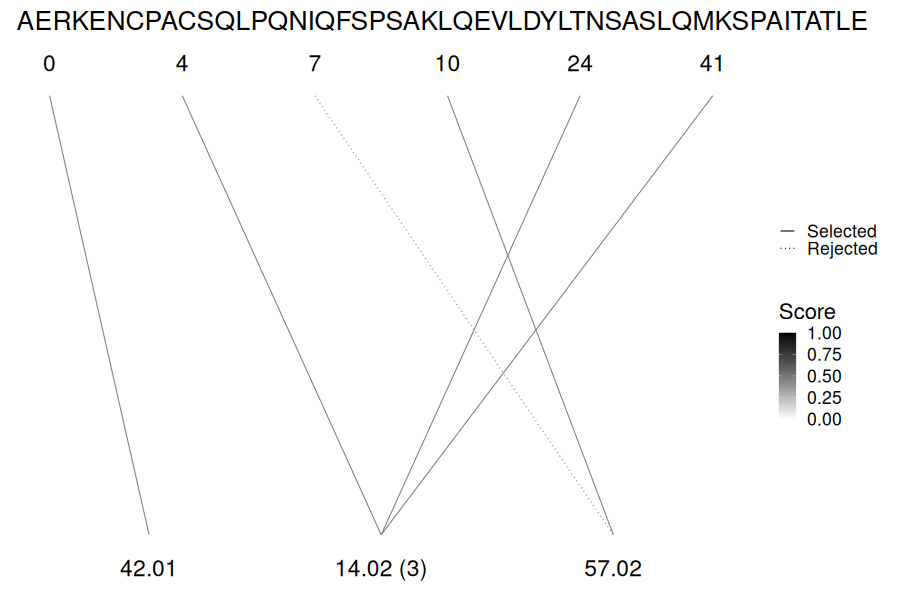 AERKENCPACSQLPQNIQFSPSAKLQEVLDYLTNSASLQMKSPAITATLE
0 4 7 10 24 41
Selected
Rejected
Score
1.00
0.75
0.50
0.25
0.00
42.01 14.02 (3) 57.02